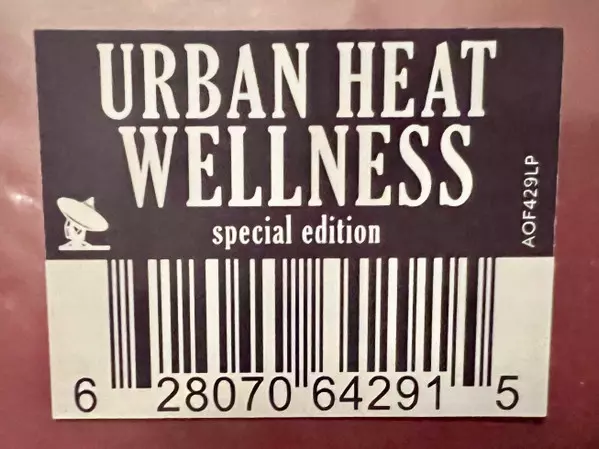 URBAN HEAT
WELLNESS
special edition
AOF429LP
6 28070 64291 5